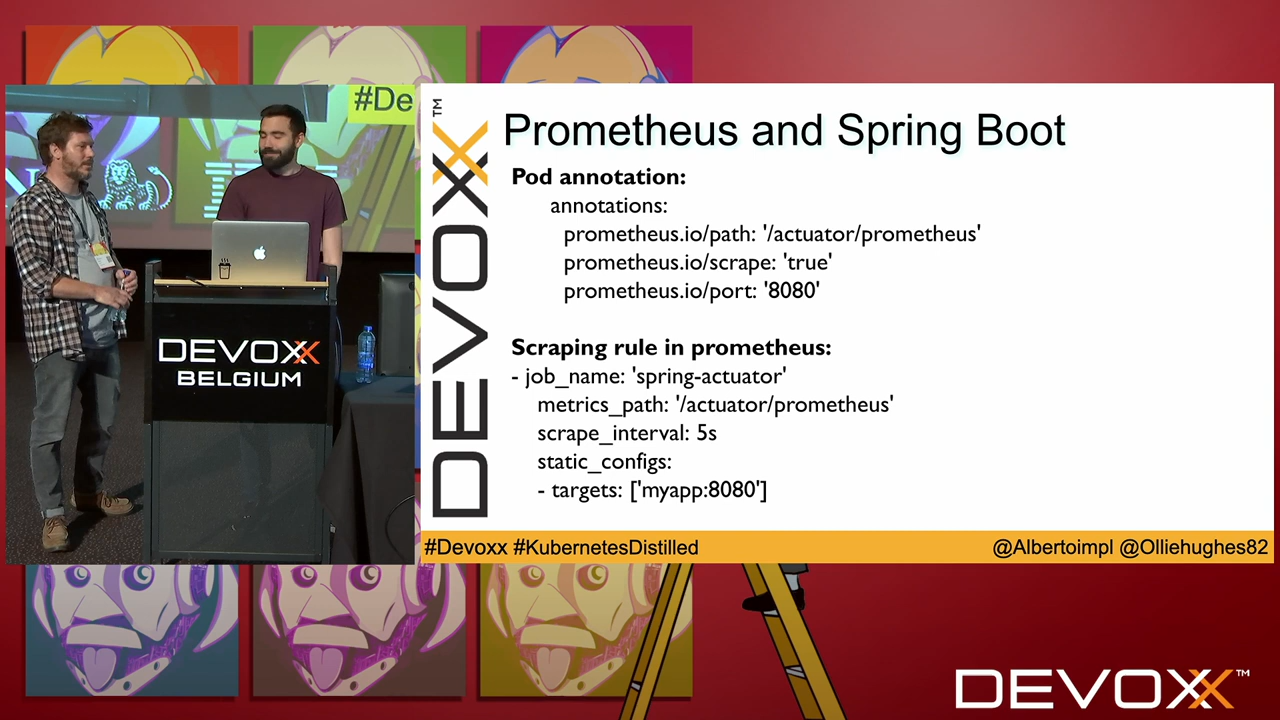 #De
DEVOXX
BELGIUM
DEVOXX™
Prometheus and Spring Boot
Pod annotation:
annotations:
prometheus.io/path: '/actuator/prometheus'
prometheus.io/scrape: 'true'
prometheus.io/port: '8080'
Scraping rule in prometheus:
- job_name: 'spring-actuator'
metrics_path: '/actuator/prometheus'
scrape_interval: 5s
static_configs:
- targets: ['myapp:8080']
#Devoxx #KubernetesDistilled
@Albertoimpl @Olliehughes82
DEVOXX™